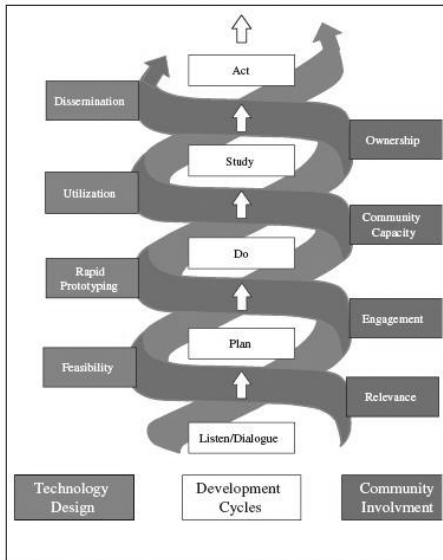 Act
Dissemination
Ownership
Study
Utilization
Community
Capacity
Do
Rapid
Prototyping
Engagement
Plan
Feasibility
Relevance
Listen/Dialogue
Technology
Design
Development
Cycles
Community
Involvment